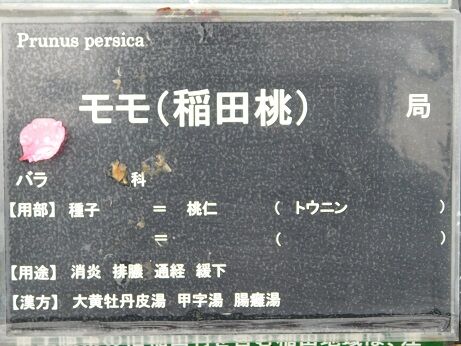 Prunus persica
モモ（稲田桃） 局
バラ 科
【用部】 種子 ＝ 桃仁 （ トウニン ）
＝ （ ）
【用途】 消炎 排膿 通経 緩下
【漢方】 大黄牡丹皮湯 甲字湯 腸癰湯